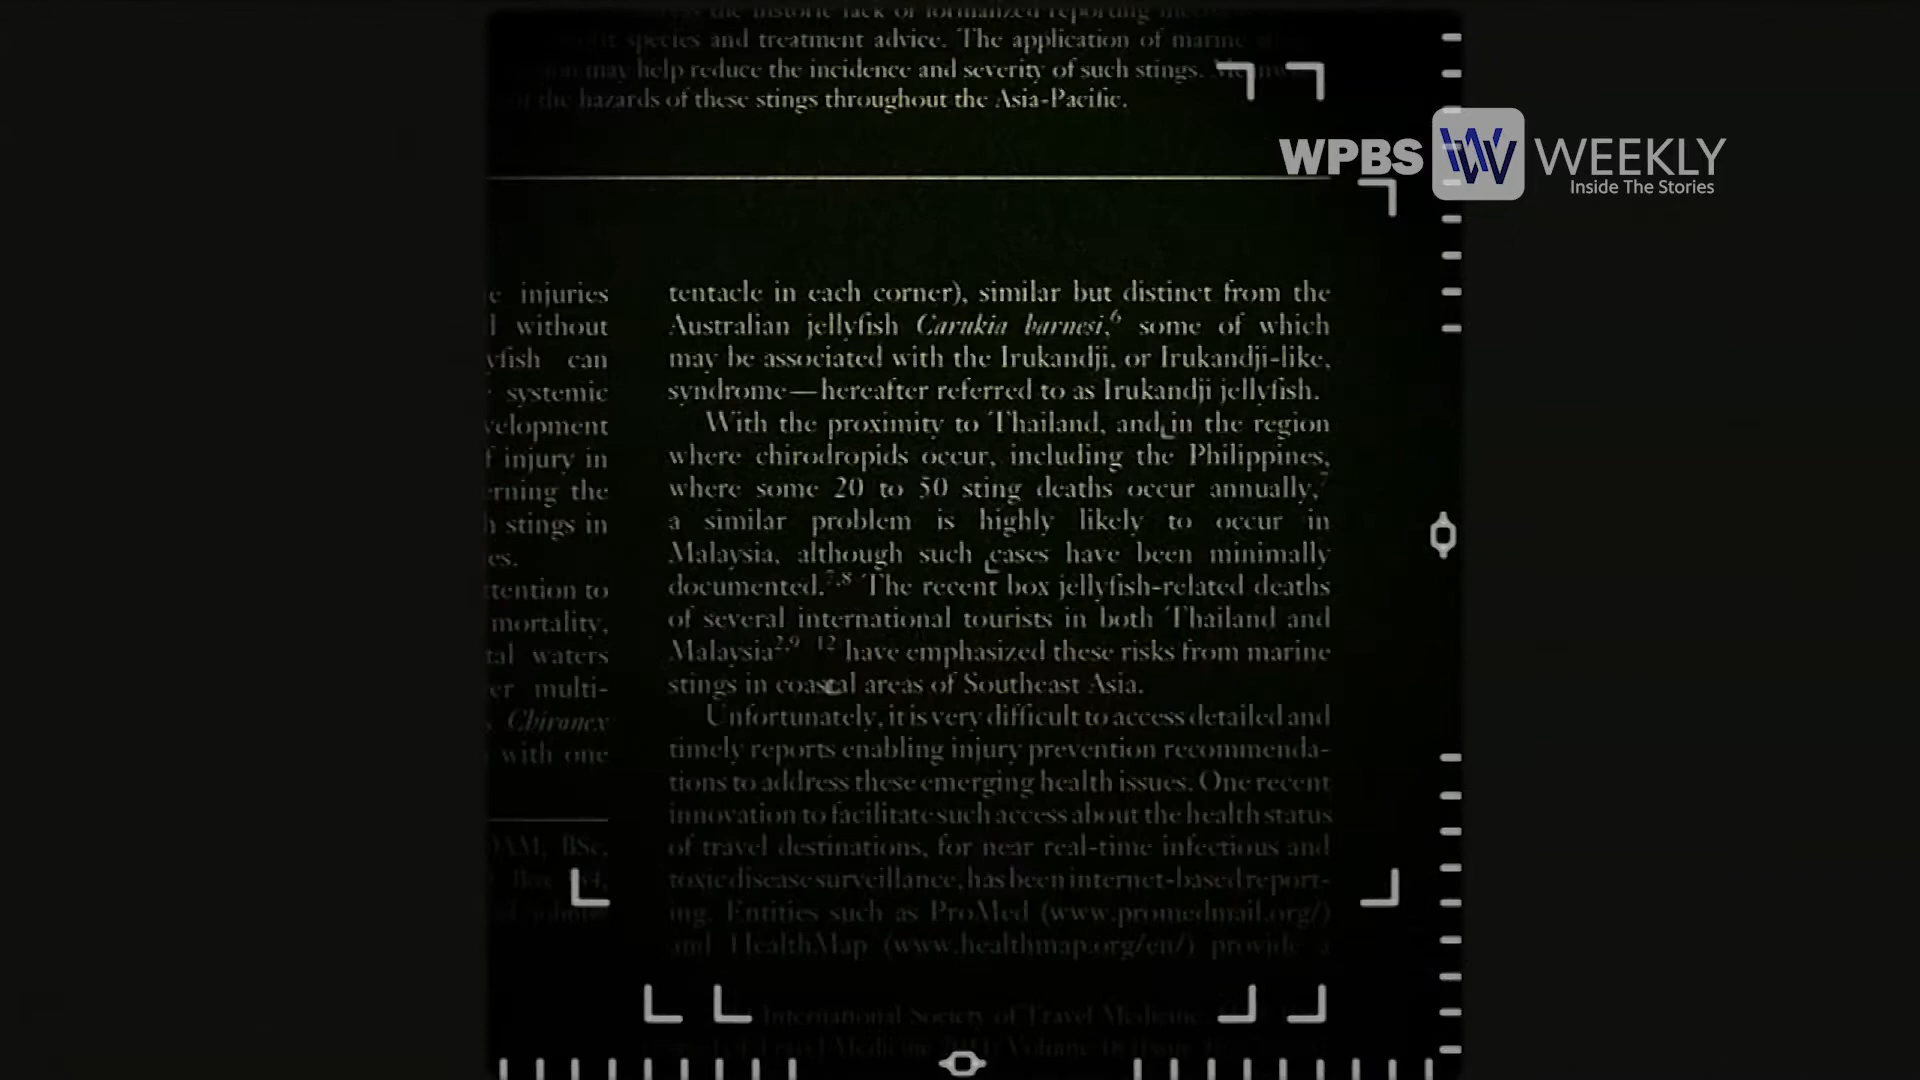 species and treatment advice. The application of marine
may help reduce the incidence and severity of such stings.
the hazards of these stings throughout the Asia-Pacific.
WPBS WEEKLY
Inside The Stories
injuries
without
can
systemic
injury in
the
stings in
to
mortality,
waters
multi-
Chironex
with one
BSc,
tentacle in each corner), similar but distinct from the
Australian jellyfish Carukia barnesi,6 some of which
may be associated with the Irukandji, or Irukandji-like,
syndrome—hereafter referred to as Irukandji jellyfish.
With the proximity to Thailand, and in the region
where chirodropids occur, including the Philippines,
where some 20 to 50 sting deaths occur annually,7
a similar problem is highly likely to occur in
Malaysia, although such cases have been minimally
documented.7,8 The recent box jellyfish-related deaths
of several international tourists in both Thailand and
Malaysia2,9 12 have emphasized these risks from marine
stings in coastal areas of Southeast Asia.
Unfortunately, it is very difficult to access detailed and
timely reports enabling injury prevention recommenda-
tions to address these emerging health issues. One recent
innovation to facilitate such access about the health status
of travel destinations, for near real-time infectious and
toxic disease surveillance, has been internet-based report-
ing. Entities such as ProMed (www.promedmail.org/)
and HealthMap (www.healthmap.org/en/) provide a
International Society of Travel Medicine